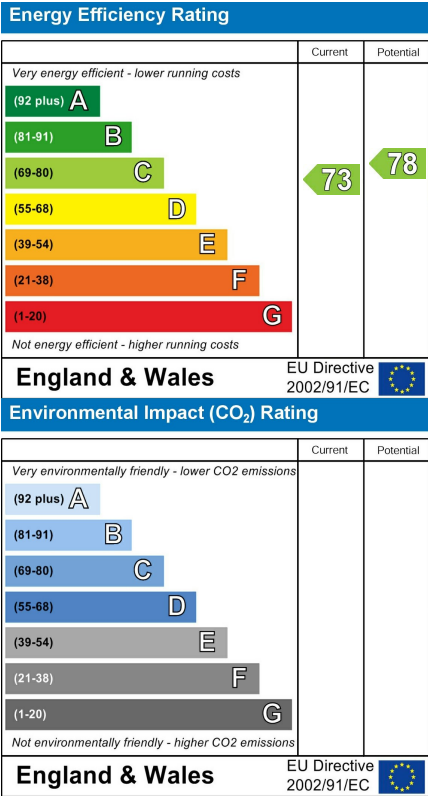 Energy Efficiency Rating
Current Potential
Very energy efficient - lower running costs
(92 plus) A
(81-91) B
(69-80) C
73 78
(55-68) D
(39-54) E
(21-38) F
(1-20) G
Not energy efficient - higher running costs
England & Wales
EU Directive
2002/91/EC
Environmental Impact (CO₂) Rating
Current Potential
Very environmentally friendly - lower CO2 emissions
(92 plus) A
(81-91) B
(69-80) C
(55-68) D
(39-54) E
(21-38) F
(1-20) G
Not environmentally friendly - higher CO2 emissions
England & Wales
EU Directive
2002/91/EC